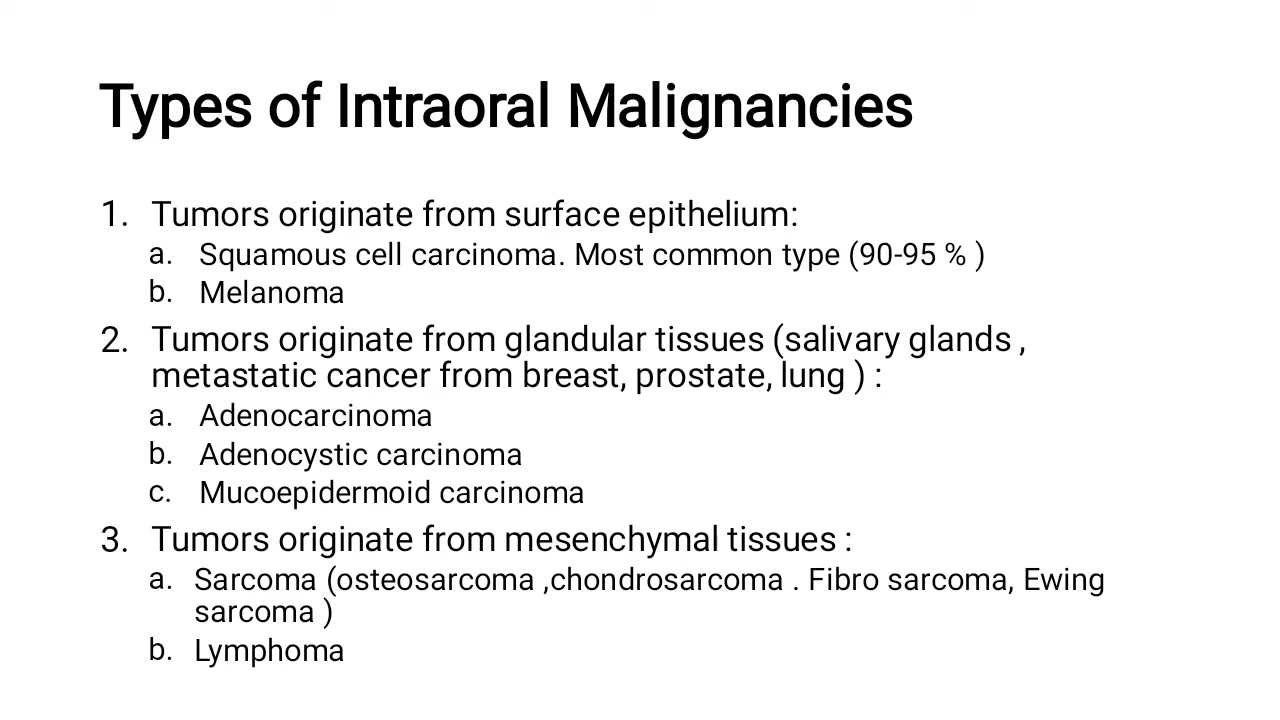 Types of Intraoral Malignancies
1. Tumors originate from surface epithelium:
a. Squamous cell carcinoma. Most common type (90-95 % )
b. Melanoma
2. Tumors originate from glandular tissues (salivary glands ,
metastatic cancer from breast, prostate, lung ) :
a. Adenocarcinoma
b. Adenocystic carcinoma
c. Mucoepidermoid carcinoma
3. Tumors originate from mesenchymal tissues :
a. Sarcoma (osteosarcoma ,chondrosarcoma . Fibro sarcoma, Ewing
sarcoma )
b. Lymphoma